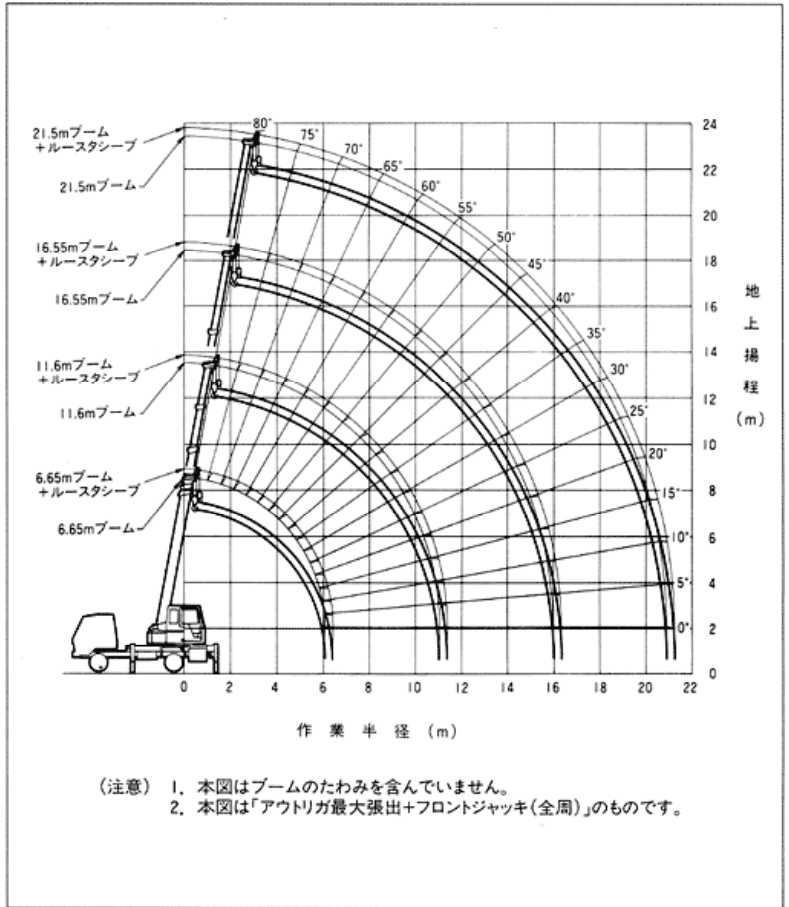 21.5mブーム
+ルースタシーブ
21.5mブーム
16.55mブーム
+ルースタシーブ
16.55mブーム
11.6mブーム
+ルースタシーブ
11.6mブーム
6.65mブーム
+ルースタシーブ
6.65mブーム
80°
75°
70°
65°
60°
55°
50°
45°
40°
35°
30°
25°
20°
15°
10°
5°
0°
24
22
20
18
16
14
12
10
8
6
4
2
0
地上揚程(m)
0 2 4 6 8 10 12 14 16 18 20 22
作業半径(m)
(注意) 1. 本図はブームのたわみを含んでいません。
2. 本図は「アウトリガ最大張出+フロントジャッキ(全周)」のものです。